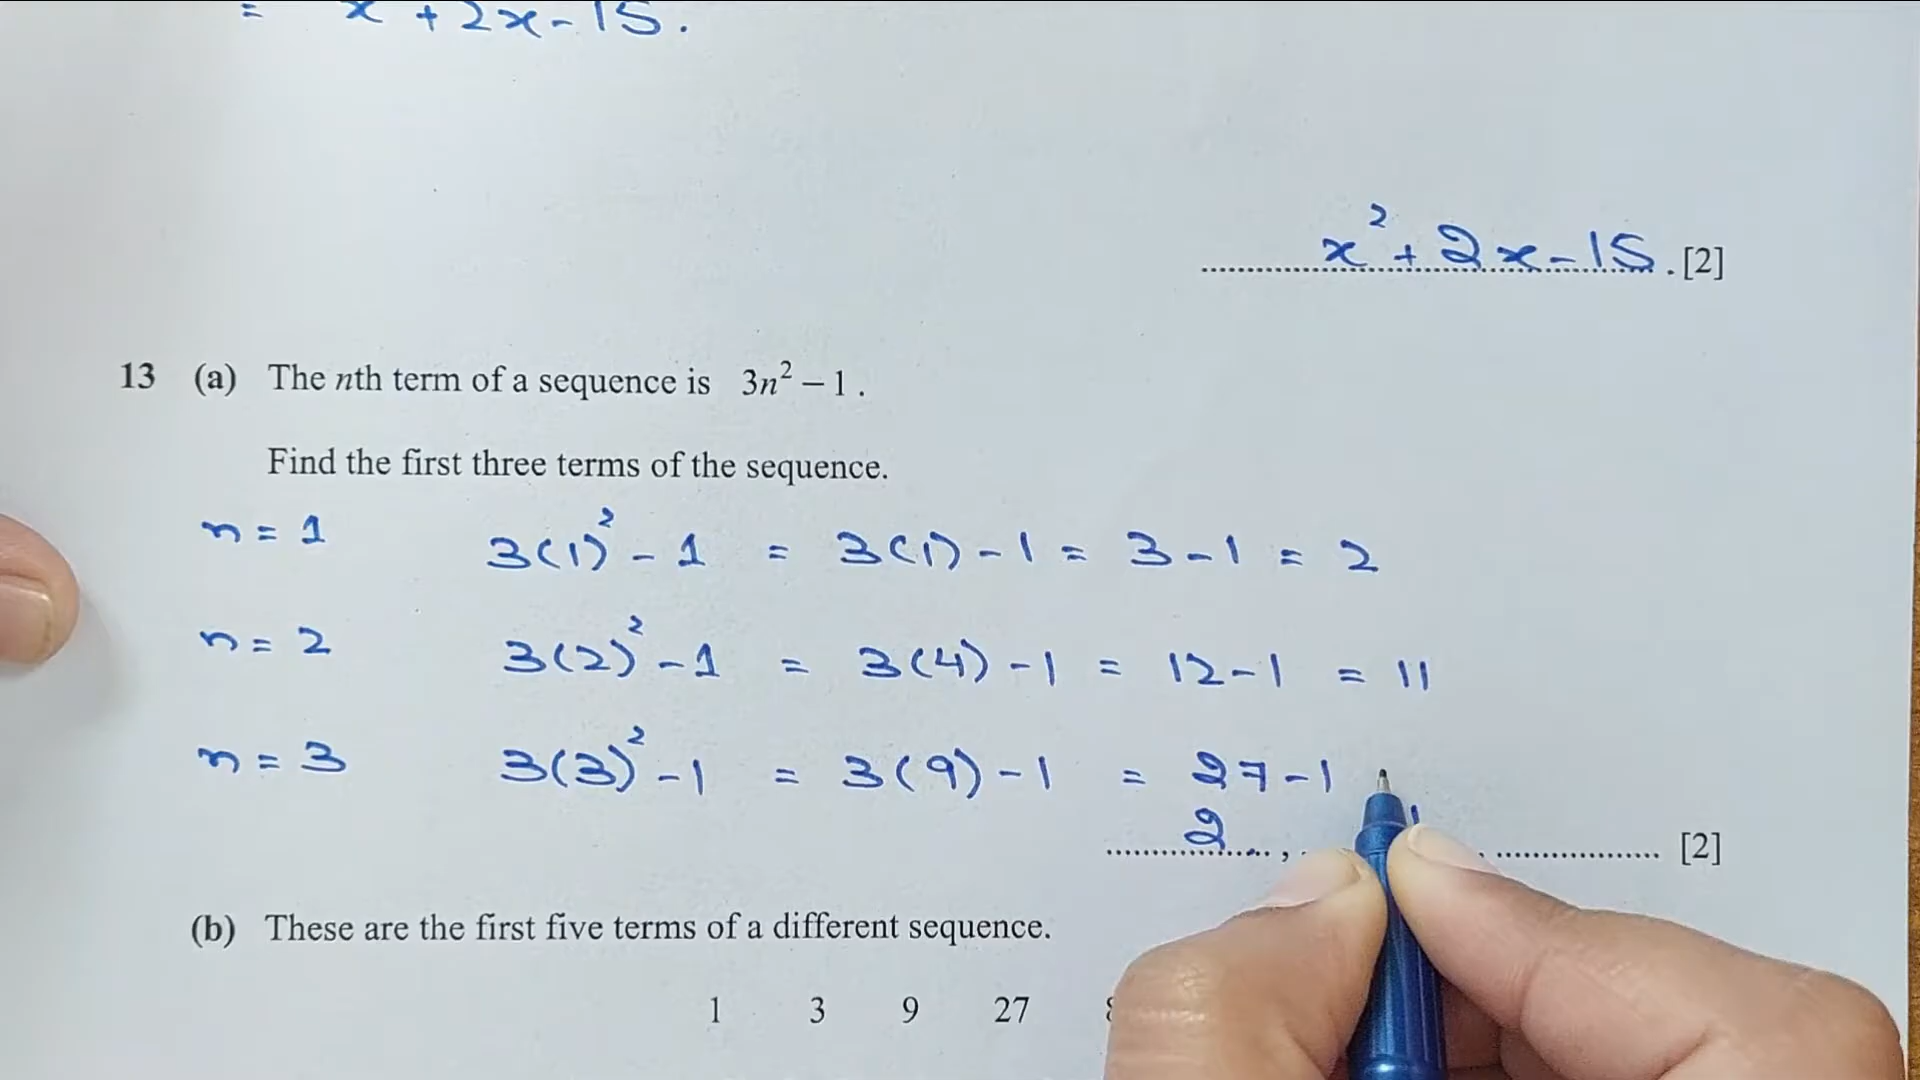 = x + 2x - 15.
x² + 2x - 15. [2]
13 (a) The nth term of a sequence is 3n² – 1 .
Find the first three terms of the sequence.
n = 1 3(1)² - 1 = 3(1) - 1 = 3 - 1 = 2
n = 2 3(2)² - 1 = 3(4) - 1 = 12 - 1 = 11
n = 3 3(3)² - 1 = 3(9) - 1 = 27 - 1
2 , [2]
(b) These are the first five terms of a different sequence.
1 3 9 27